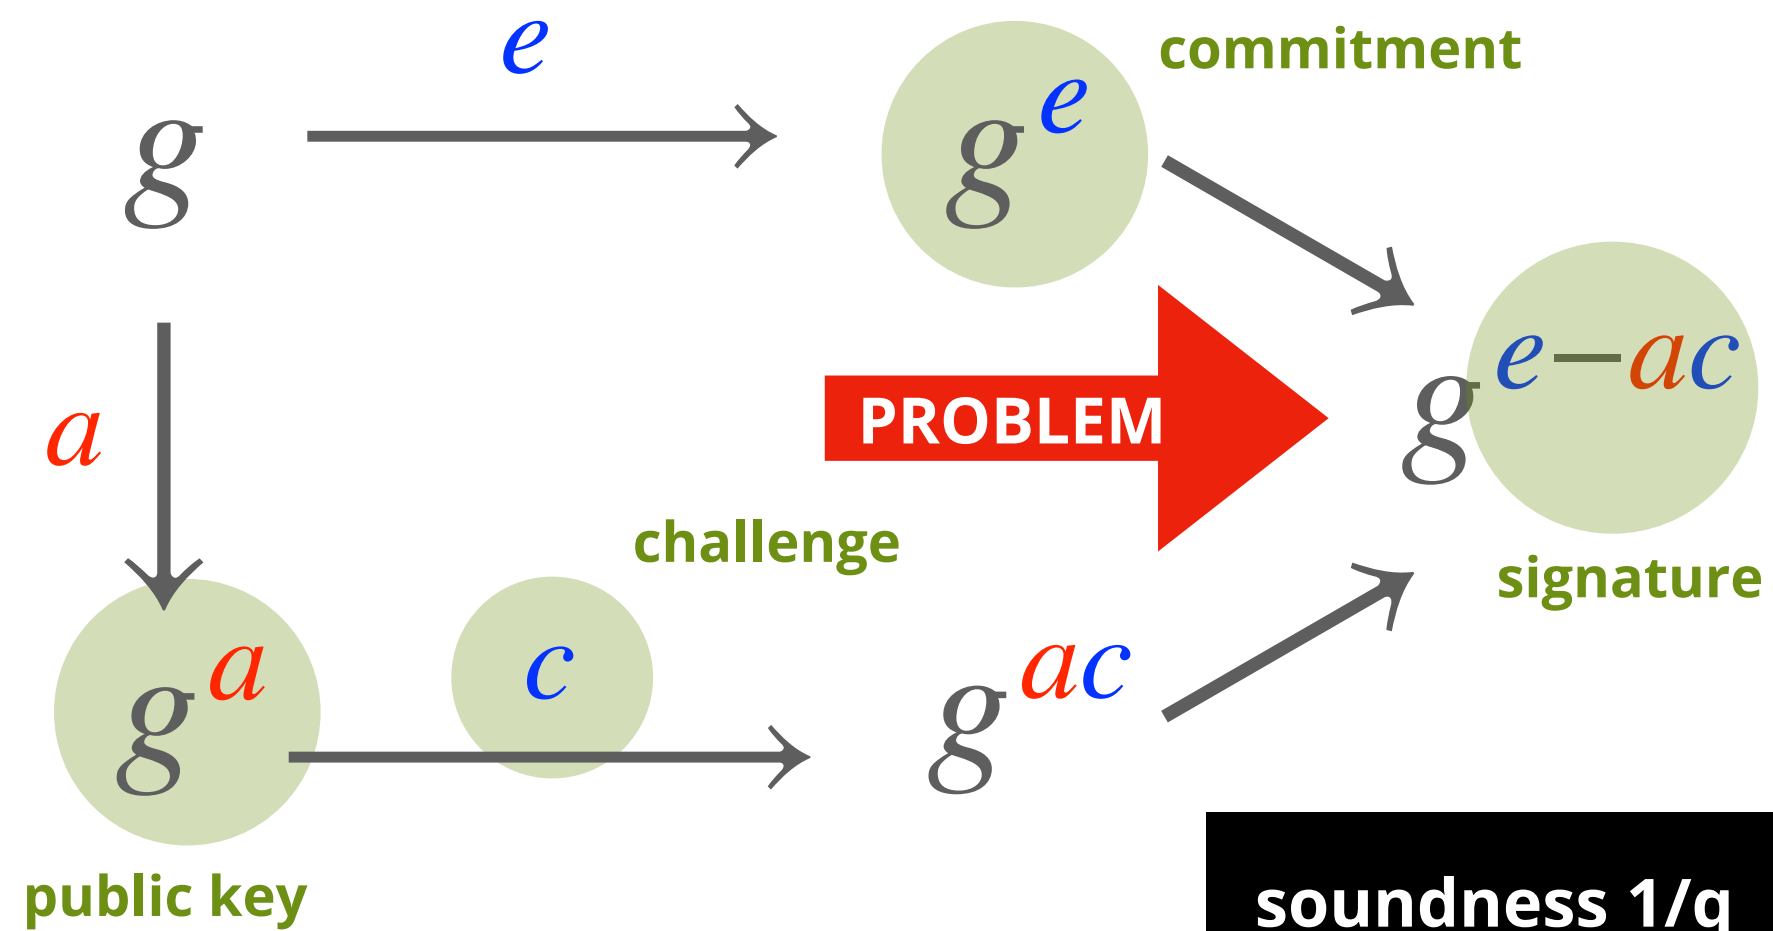 e
commitment
g
g^e
PROBLEM
g^{e−ac}
a
challenge
signature
g^a
c
g^{ac}
public key
soundness 1/q